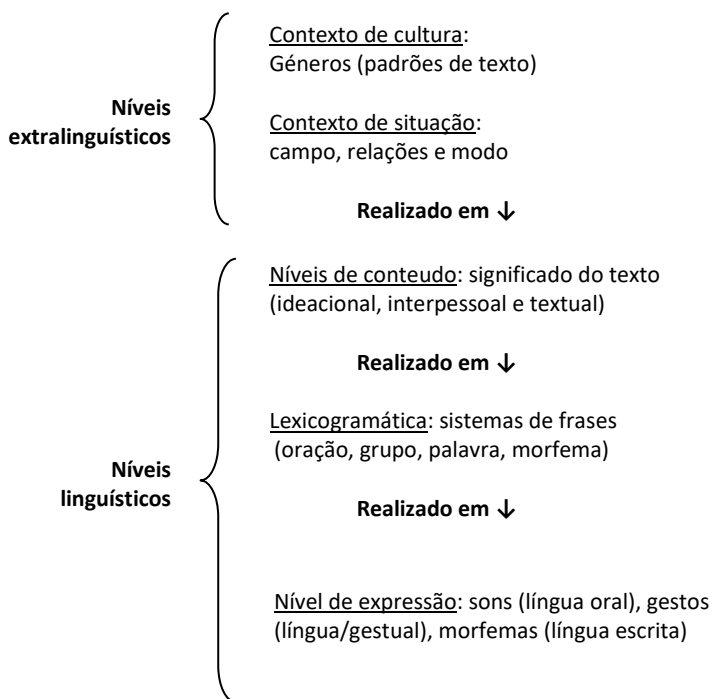 Contexto de cultura:
Géneros (padrões de texto)
Níveis
extralinguísticos
Contexto de situação:
campo, relações e modo
Realizado em ↓
Níveis de conteudo: significado do texto
(ideacional, interpessoal e textual)
Realizado em ↓
Lexicogramática: sistemas de frases
(oração, grupo, palavra, morfema)
Níveis
linguísticos
Realizado em ↓
Nível de expressão: sons (língua oral), gestos
(língua/gestual), morfemas (língua escrita)